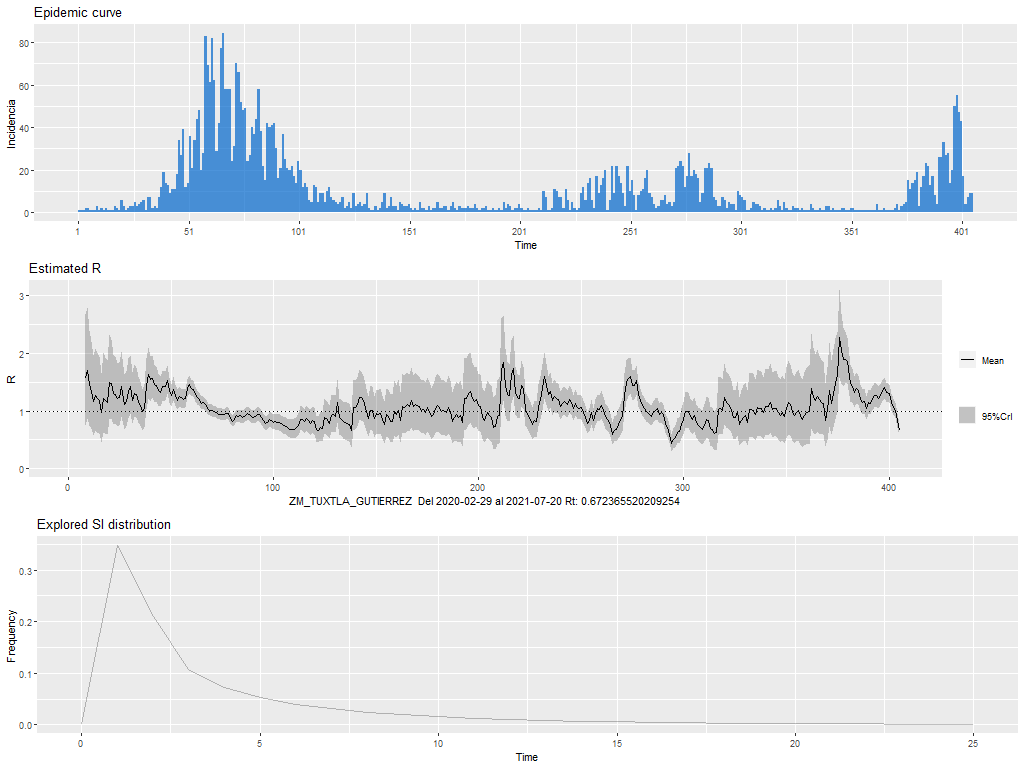 Epidemic curve
Incidencia
80
60
40
20
0
1 51 101 151 201 251 301 351 401
Time
Estimated R
R
3
2
1
0
Mean
95%CrI
0 100 200 300 400
ZM_TUXTLA_GUTIERREZ Del 2020-02-29 al 2021-07-20 Rt: 0.672365520209254
Explored SI distribution
Frequency
0.3
0.2
0.1
0.0
0 5 10 15 20 25
Time